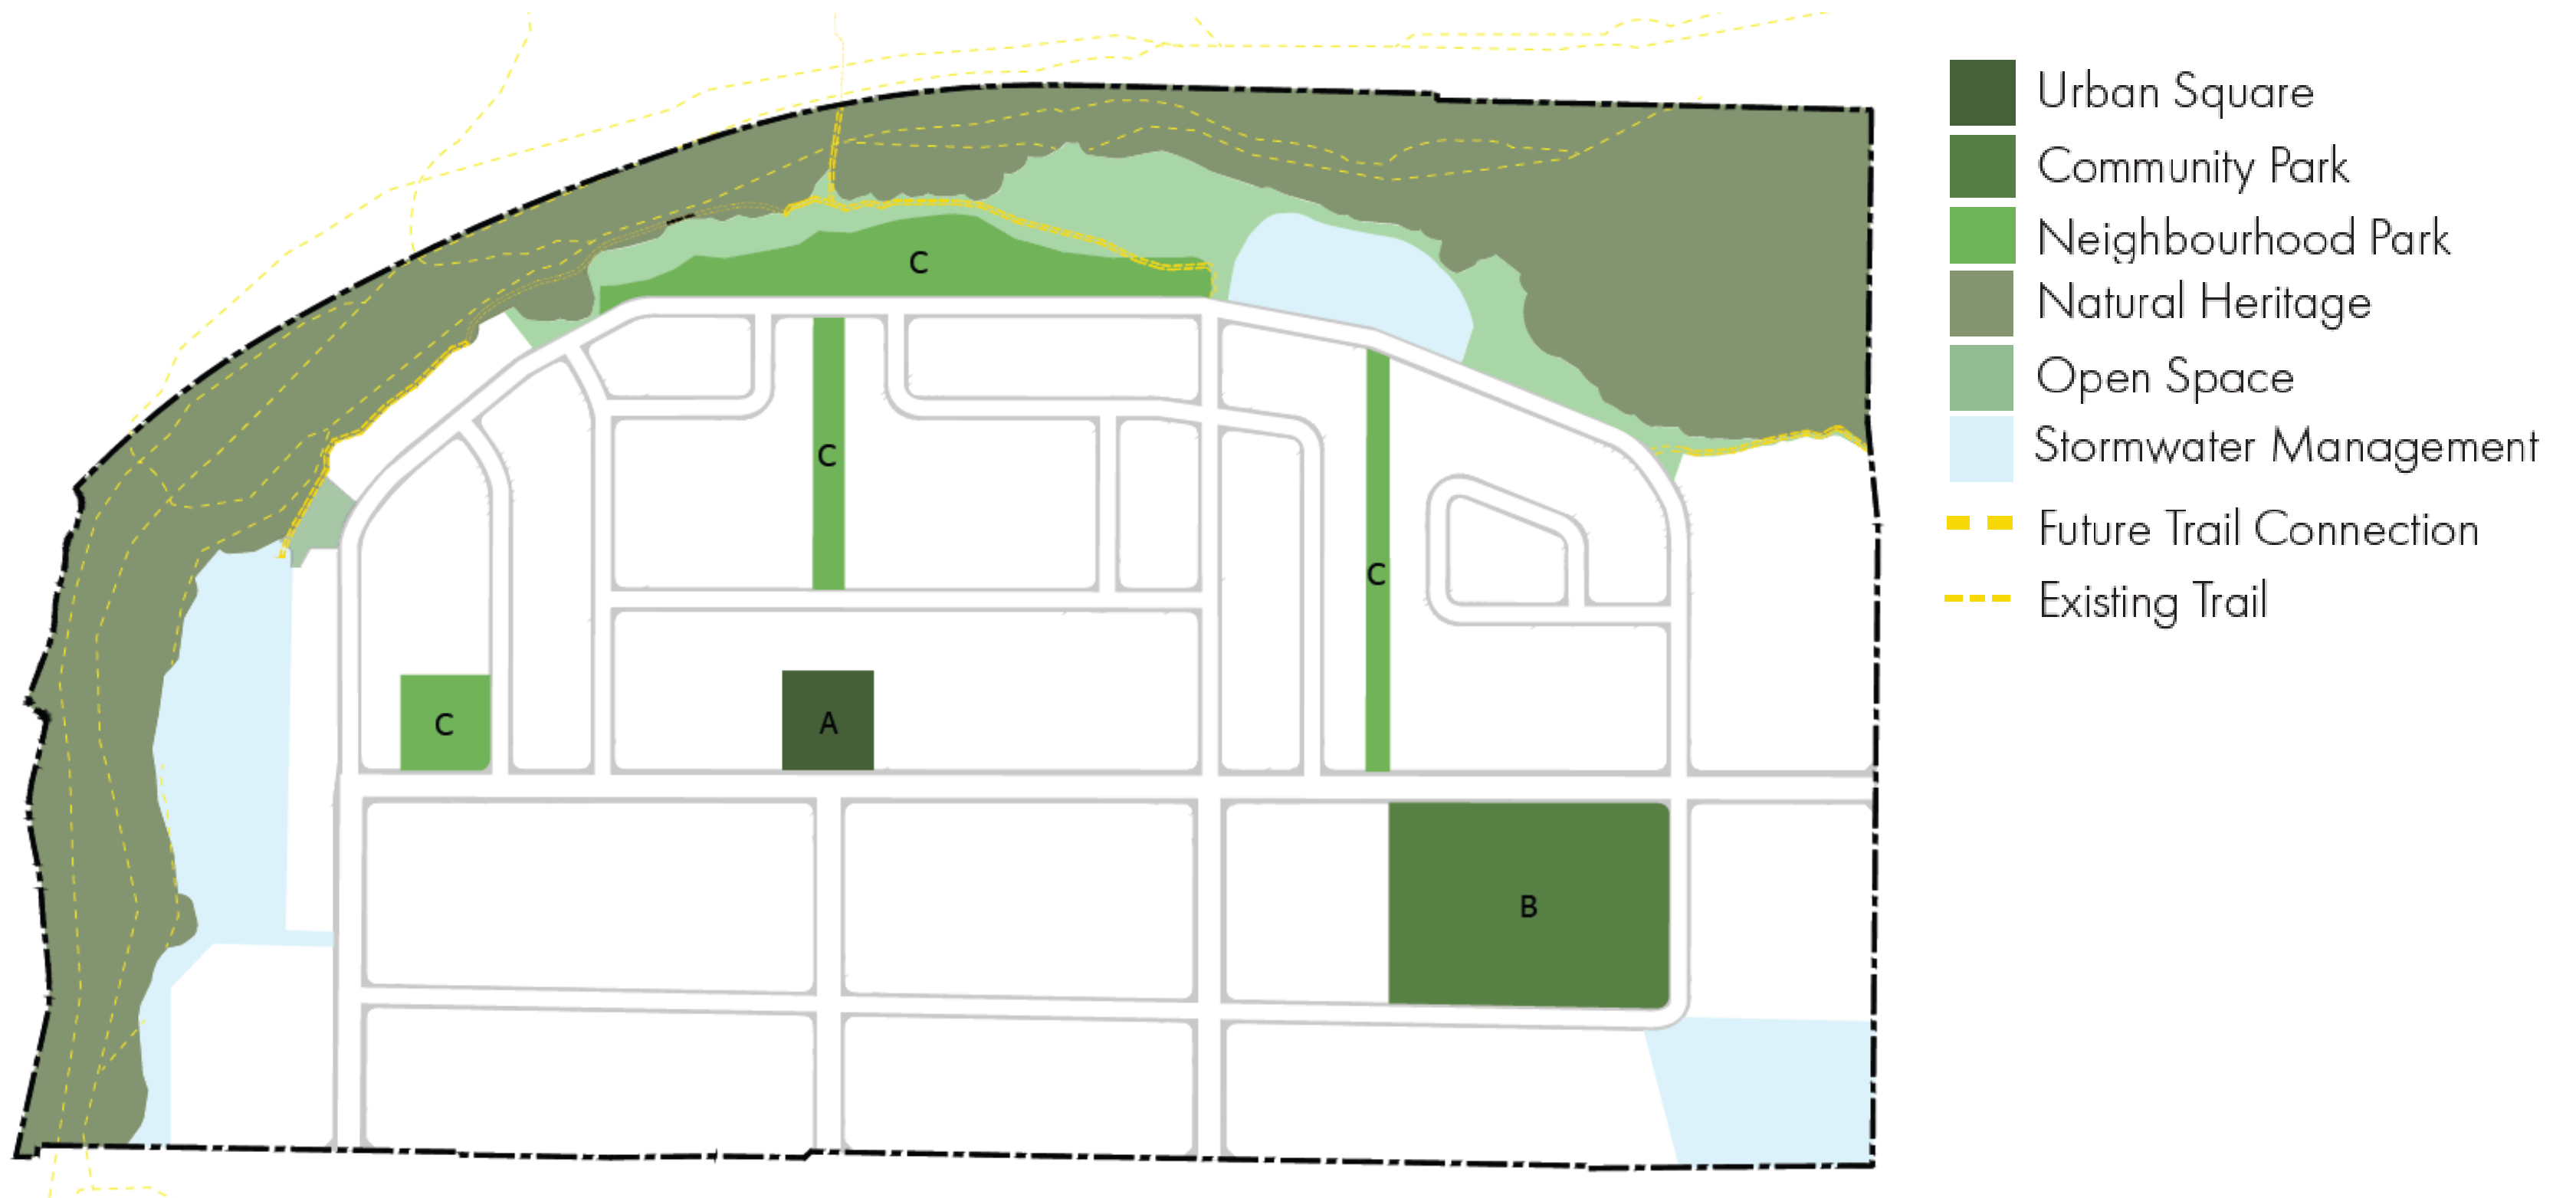 Urban Square
Community Park
Neighbourhood Park
Natural Heritage
Open Space
Stormwater Management
Future Trail Connection
Existing Trail
C
C
C
C
A
B